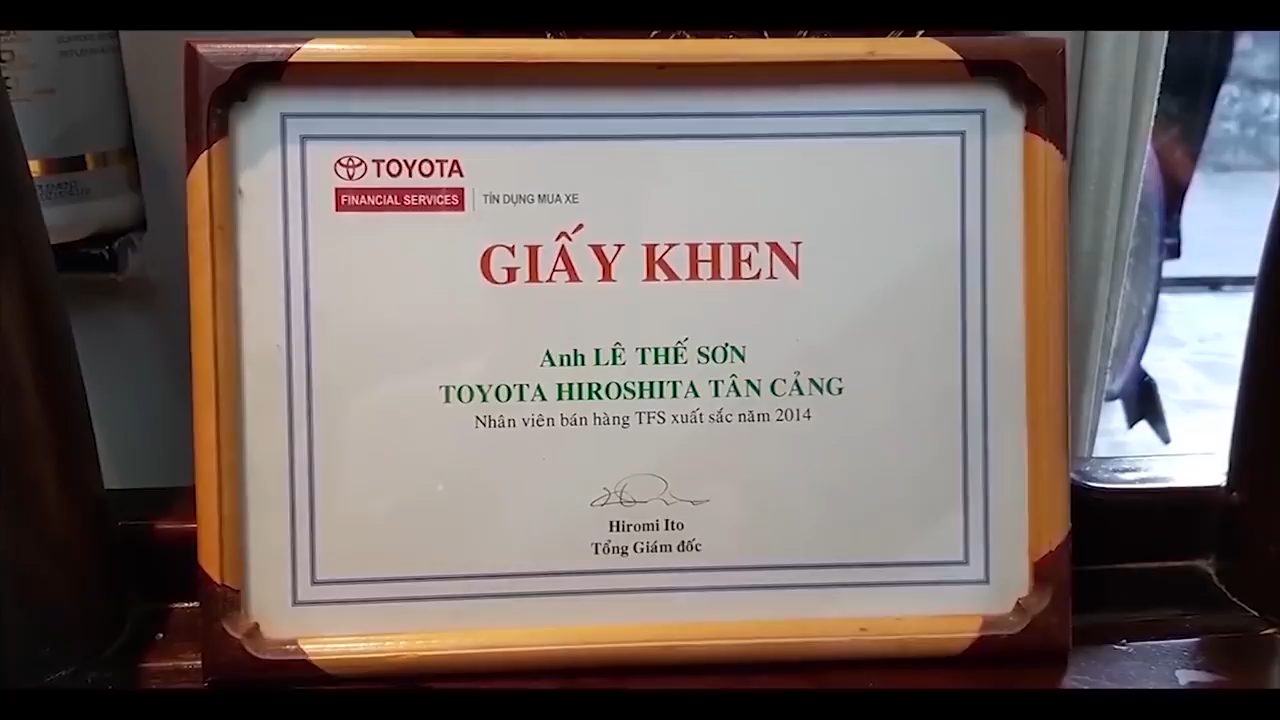 TOYOTA
FINANCIAL SERVICES
TÍN DỤNG MUA XE
GIẤY KHEN
Anh LÊ THẾ SƠN
TOYOTA HIROSHITA TÂN CẢNG
Nhân viên bán hàng TFS xuất sắc năm 2014
Hiromi Ito
Tổng Giám đốc